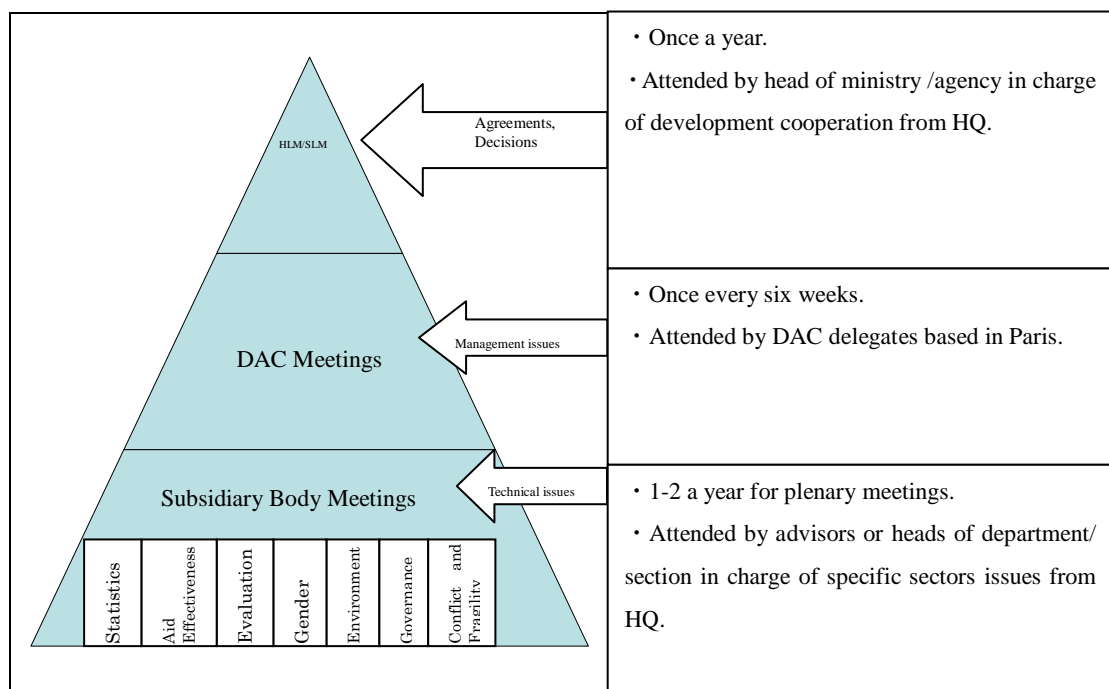 ・Once a year.
・Attended by head of ministry /agency in charge
of development cooperation from HQ.
Agreements,
Decisions
HLM/SLM
・Once every six weeks.
・Attended by DAC delegates based in Paris.
Management issues
DAC Meetings
・1-2 a year for plenary meetings.
・Attended by advisors or heads of department/
section in charge of specific sectors issues from
HQ.
Technical issues
Subsidiary Body Meetings
Statistics
Aid
Effectiveness
Evaluation
Gender
Environment
Governance
Conflict and
Fragility